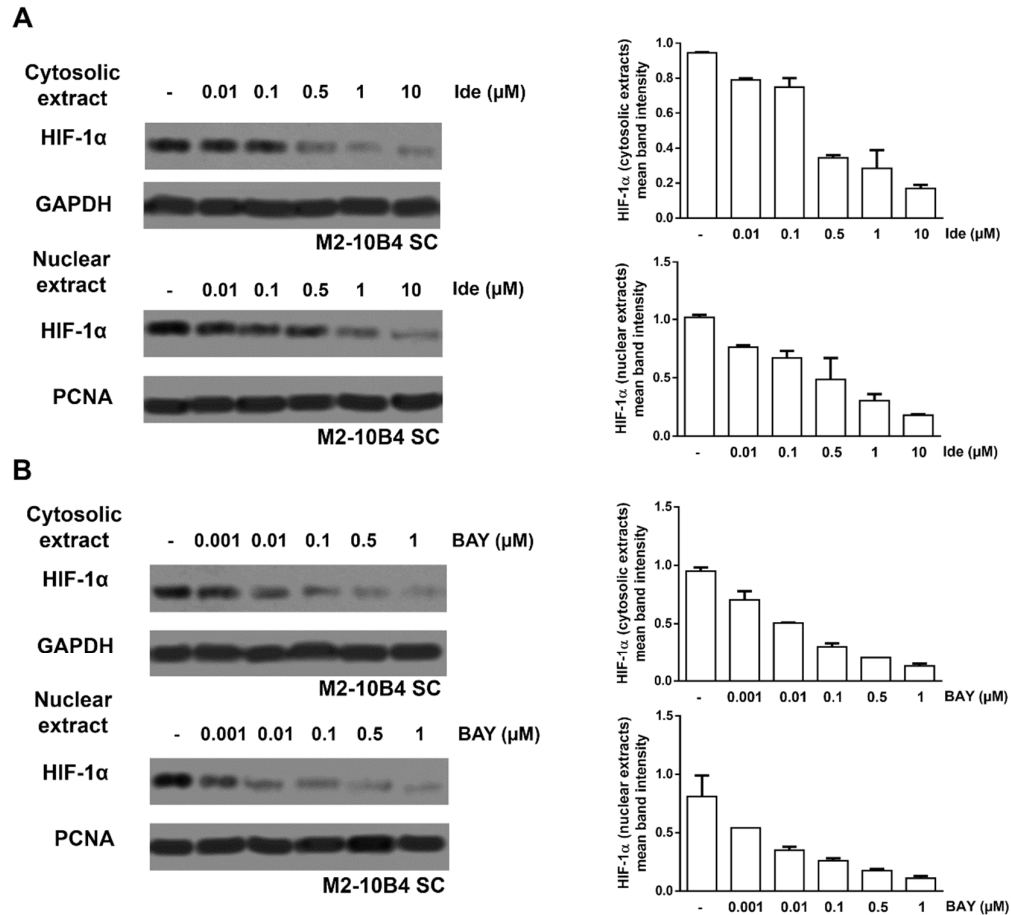 A
Cytosolic
extract
- 0.01 0.1 0.5 1 10 Ide (µM)
HIF-1α
GAPDH
M2-10B4 SC
Nuclear
extract
- 0.01 0.1 0.5 1 10 Ide (µM)
HIF-1α
PCNA
M2-10B4 SC
HIF-1α (cytosolic extracts)
mean band intensity
1.0
0.8
0.6
0.4
0.2
0.0
- 0.01 0.1 0.5 1 10 Ide (µM)
HIF-1α (nuclear extracts)
mean band intensity
1.5
1.0
0.5
0.0
- 0.01 0.1 0.5 1 10 Ide (µM)
B
Cytosolic
extract
- 0.001 0.01 0.1 0.5 1 BAY (µM)
HIF-1α
GAPDH
M2-10B4 SC
Nuclear
extract
- 0.001 0.01 0.1 0.5 1 BAY (µM)
HIF-1α
PCNA
M2-10B4 SC
HIF-1α (cytosolic extracts)
mean band intensity
1.5
1.0
0.5
0.0
- 0.001 0.01 0.1 0.5 1 BAY (µM)
HIF-1α (nuclear extracts)
mean band intensity
1.5
1.0
0.5
0.0
- 0.001 0.01 0.1 0.5 1 BAY (µM)